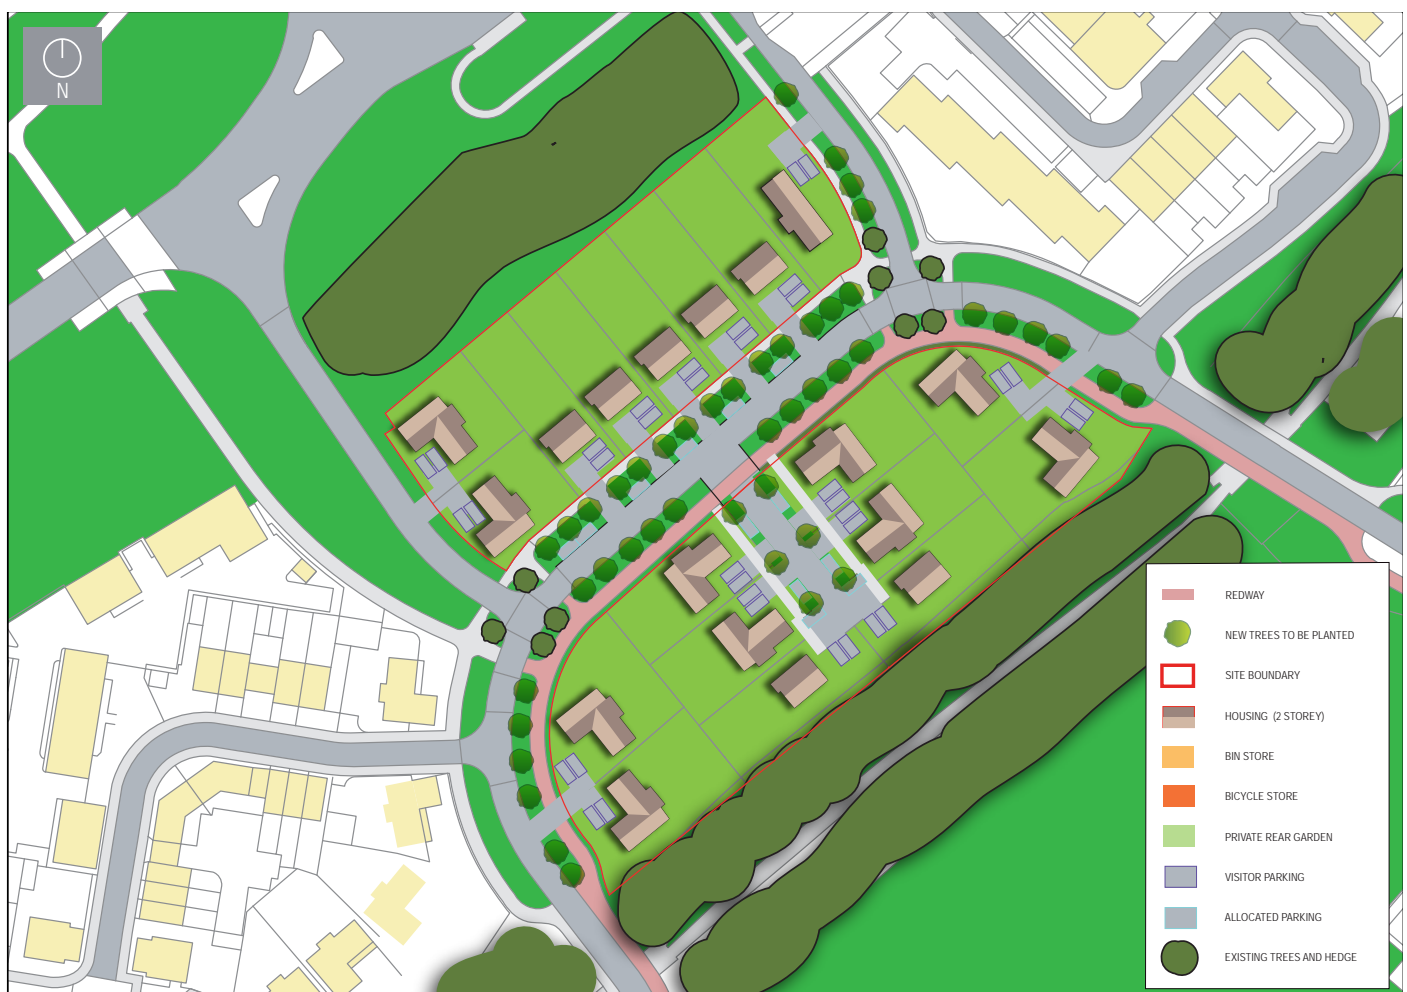 N
REDWAY
NEW TREES TO BE PLANTED
SITE BOUNDARY
HOUSING (2 STOREY)
BIN STORE
BICYCLE STORE
PRIVATE REAR GARDEN
VISITOR PARKING
ALLOCATED PARKING
EXISTING TREES AND HEDGE